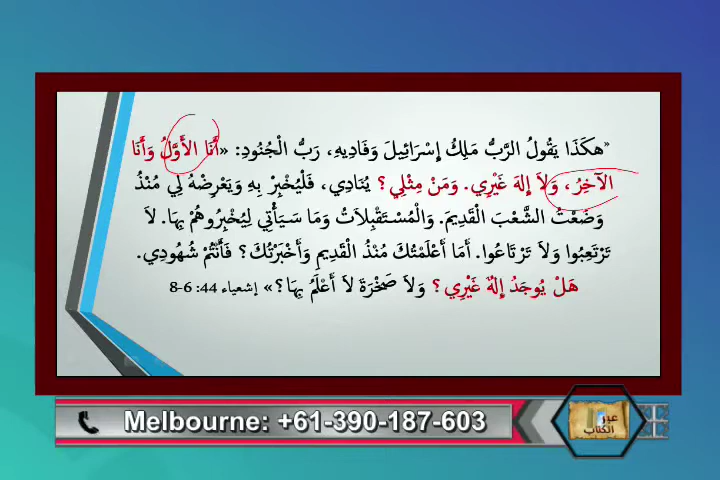 "هكَذَا يَقُولُ الرَّبُّ مَلِكُ إِسْرَائِيلَ وَفَادِيهِ، رَبُّ الْجُنُودِ: «أَنَا الأَوَّلُ وَأَنَا
الآخِرُ، وَلاَ إِلهَ غَيْرِي. وَمَنْ مِثْلِي؟ يُنَادِي، فَلْيُخْبِرْ بِهِ وَيَعْرِضْهُ لِي مُنْذُ
وَضَعْتُ الشَّعْبَ الْقَدِيمَ. وَالْمُسْتَقْبِلاَتُ وَمَا سَيَأْتِي لِيُخْبِرُوهُمْ بِهَا. لاَ
تَرْتَعِبُوا وَلاَ تَرْتَاعُوا. أَمَا أَعْلَمْتُكَ مُنْذُ الْقَدِيمِ وَأَخْبَرْتُكَ؟ فَأَنْتُمْ شُهُودِي.
هَلْ يُوجَدُ إِلهٌ غَيْرِي؟ وَلاَ صَخْرَةَ لاَ أَعْلَمُ بِهَا؟» إشعياء 44: 6-8
Melbourne: +61-390-187-603
عبر
الكتاب